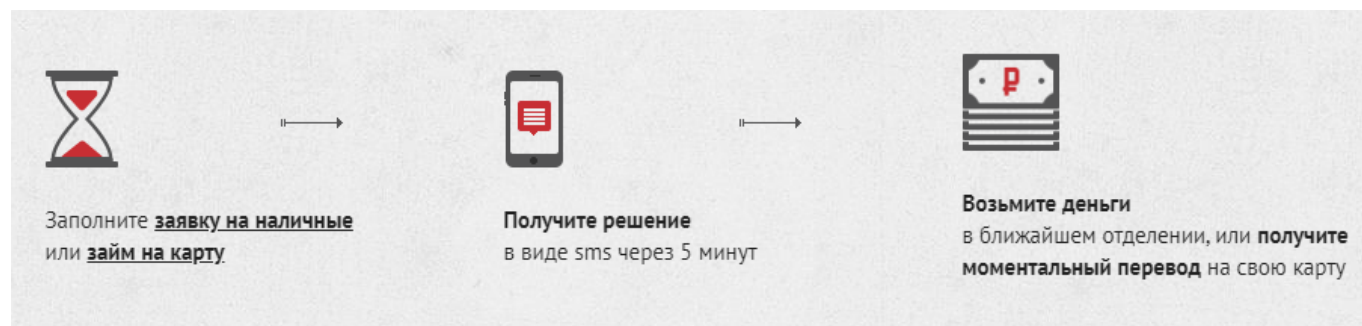 Заполните заявку на наличные
или займ на карту
Получите решение
в виде sms через 5 минут
Возьмите деньги
в ближайшем отделении, или получите
моментальный перевод на свою карту